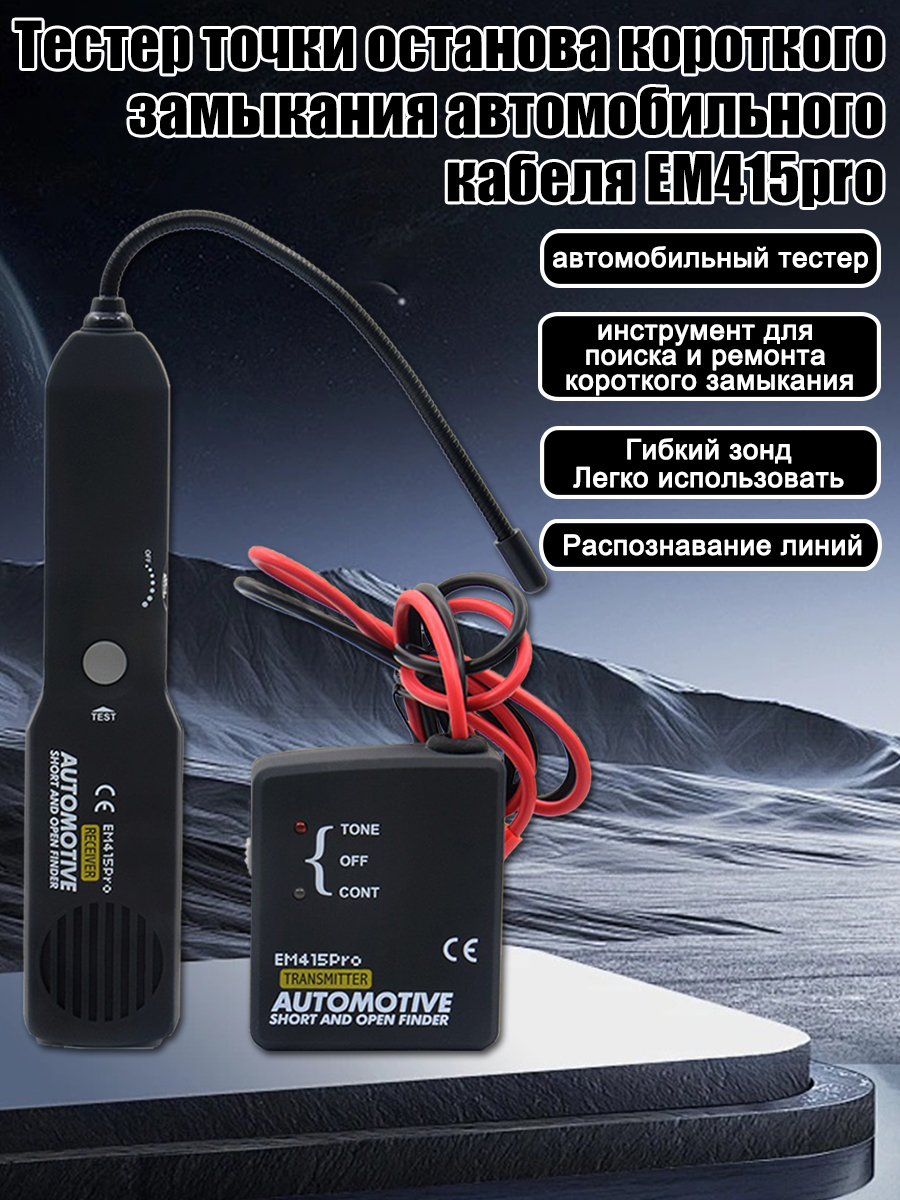 Тестер точки останова короткого
замыкания автомобильного
кабеля EM415pro
автомобильный тестер
инструмент для
поиска и ремонта
короткого замыкания
Гибкий зонд
Легко использовать
Распознавание линий
OFF
TEST
CE
EM415Pro
RECEIVER
AUTOMOTIVE
SHORT AND OPEN FINDER
TONE
OFF
CONT
CE
EM415Pro
TRANSMITTER
AUTOMOTIVE
SHORT AND OPEN FINDER